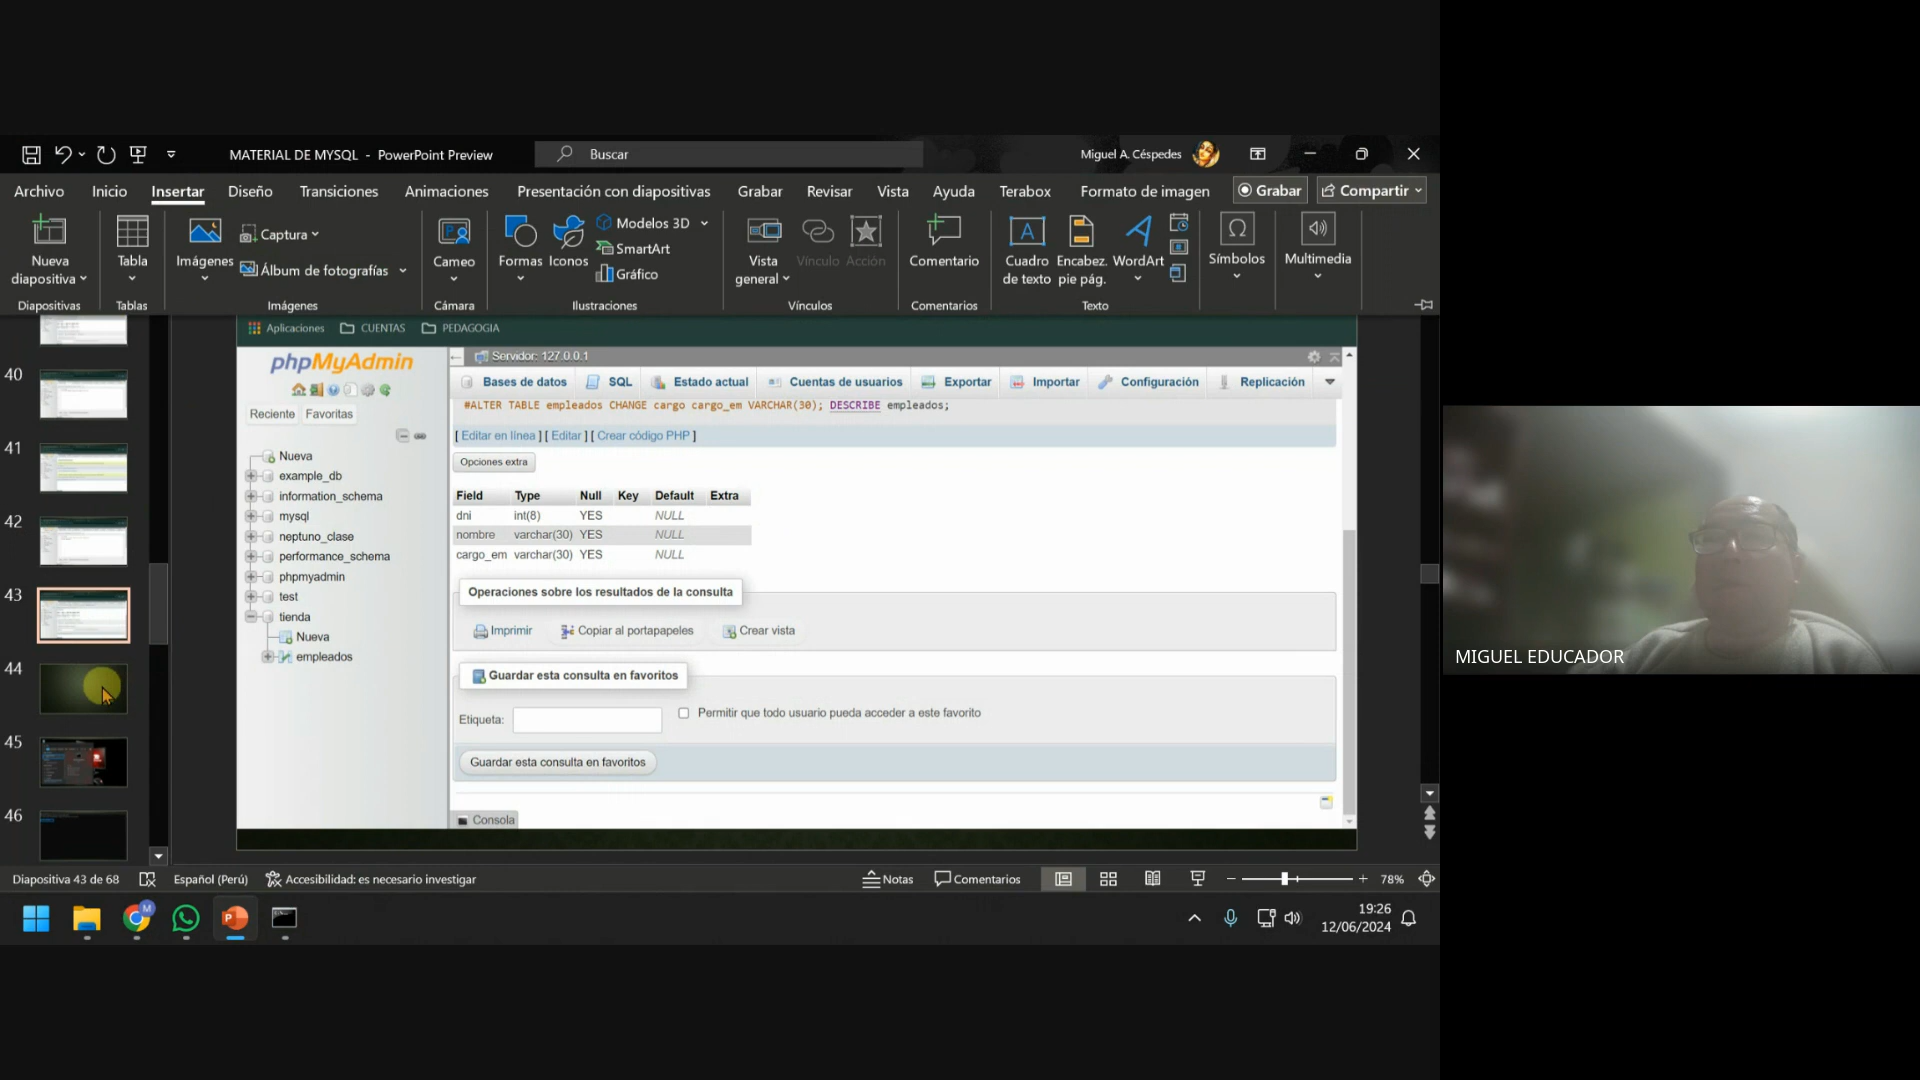 MATERIAL DE MYSQL - PowerPoint Preview
Buscar
Miguel A. Céspedes
Archivo Inicio Insertar Diseño Transiciones Animaciones Presentación con diapositivas Grabar Revisar Vista Ayuda Terabox Formato de imagen Grabar Compartir
Nueva diapositiva
Tabla
Imágenes
Captura
Álbum de fotografías
Cameo
Formas
Iconos
Modelos 3D
SmartArt
Gráfico
Vista general
Vínculo
Acción
Comentario
Cuadro de texto
Encabez. pie pág.
WordArt
Símbolos
Multimedia
Diapositivas Tablas Imágenes Cámara Ilustraciones Vínculos Comentarios Texto
40
41
42
43
44
45
46
Aplicaciones CUENTAS PEDAGOGIA
phpMyAdmin
Reciente Favoritas
Nueva
example_db
information_schema
mysql
neptuno_clase
performance_schema
phpmyadmin
test
tienda
Nueva
empleados
Servidor: 127.0.0.1
Bases de datos SQL Estado actual Cuentas de usuarios Exportar Importar Configuración Replicación
#ALTER TABLE empleados CHANGE cargo cargo_em VARCHAR(30); DESCRIBE empleados;
[ Editar en línea ] [ Editar ] [ Crear código PHP ]
Opciones extra
Field Type Null Key Default Extra
dni int(8) YES NULL
nombre varchar(30) YES NULL
cargo_em varchar(30) YES NULL
Operaciones sobre los resultados de la consulta
Imprimir Copiar al portapapeles Crear vista
Guardar esta consulta en favoritos
Etiqueta: Permitir que todo usuario pueda acceder a este favorito
Guardar esta consulta en favoritos
Consola
Diapositiva 43 de 68 Español (Perú) Accesibilidad: es necesario investigar Notas Comentarios 78%
19:26
12/06/2024
MIGUEL EDUCADOR